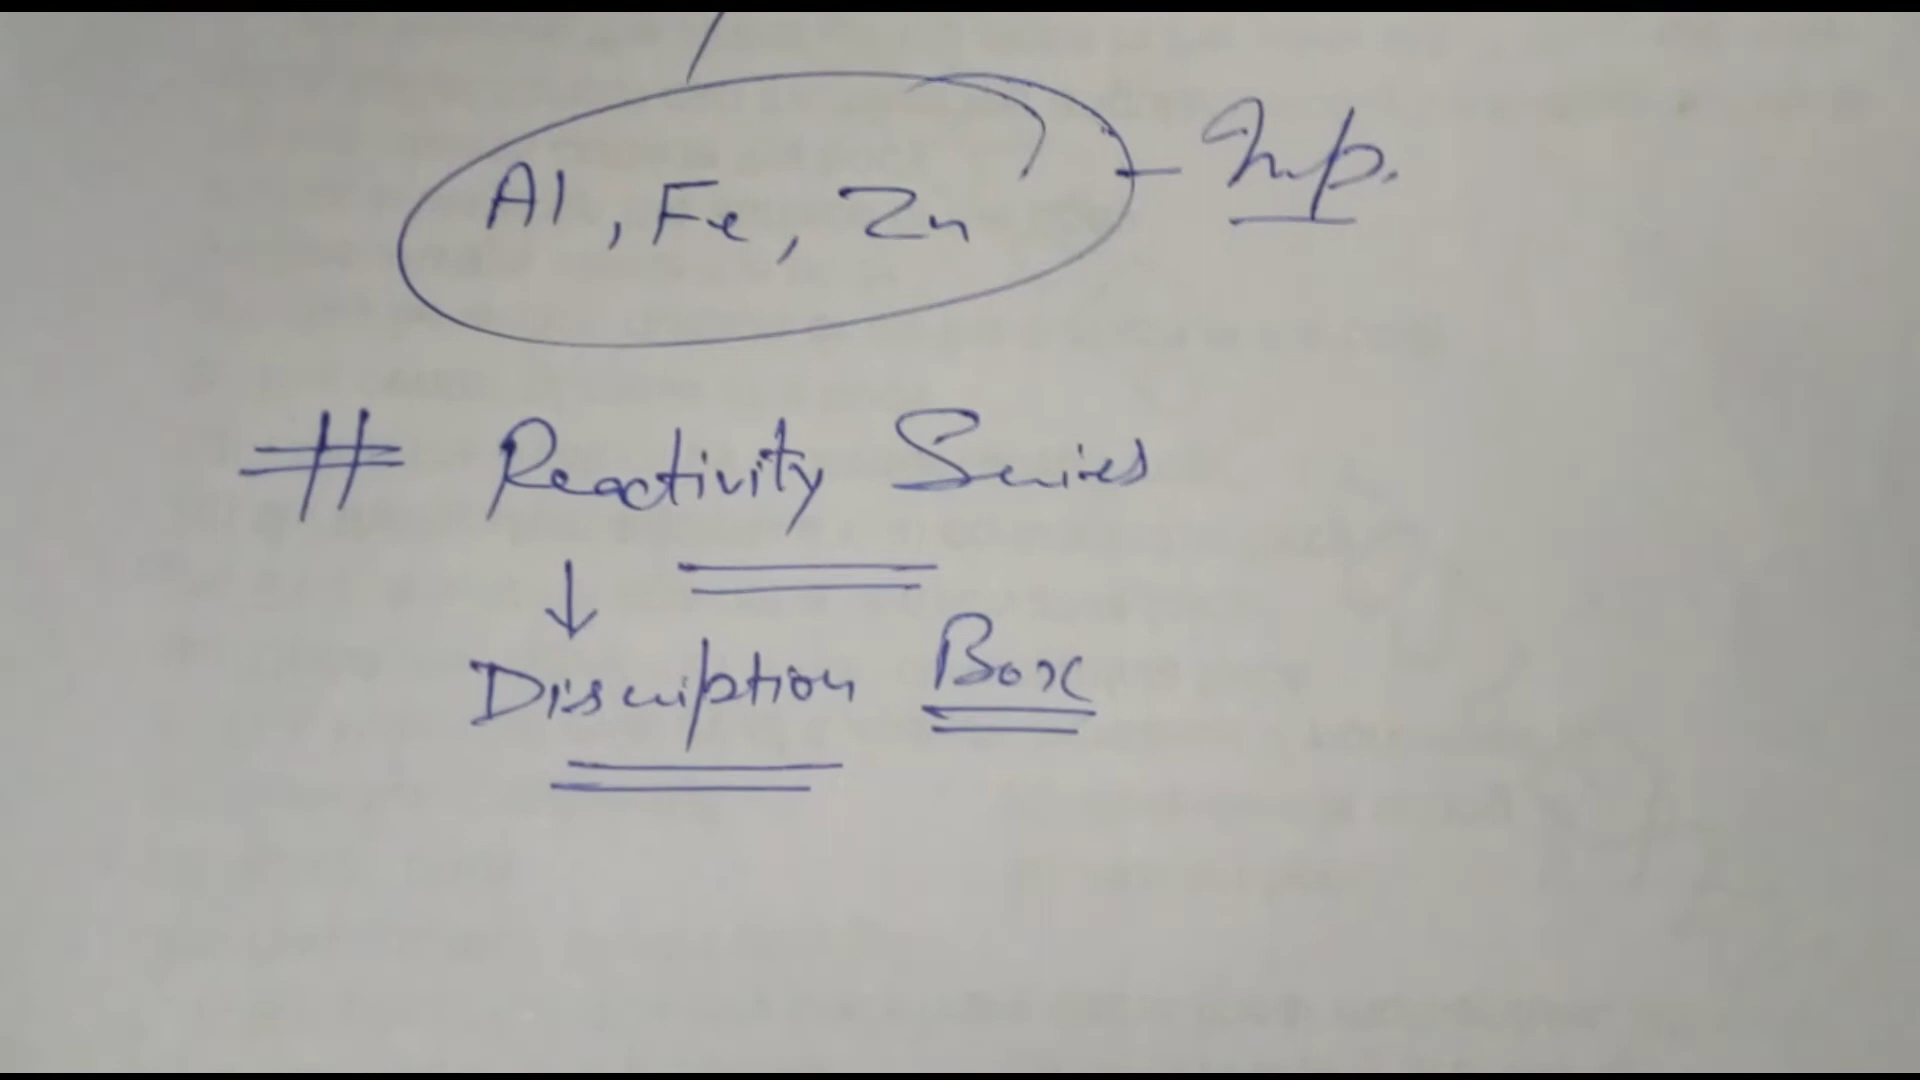 Al, Fe, Zn - Imp.
# Reactivity Series
↓
Discription Box